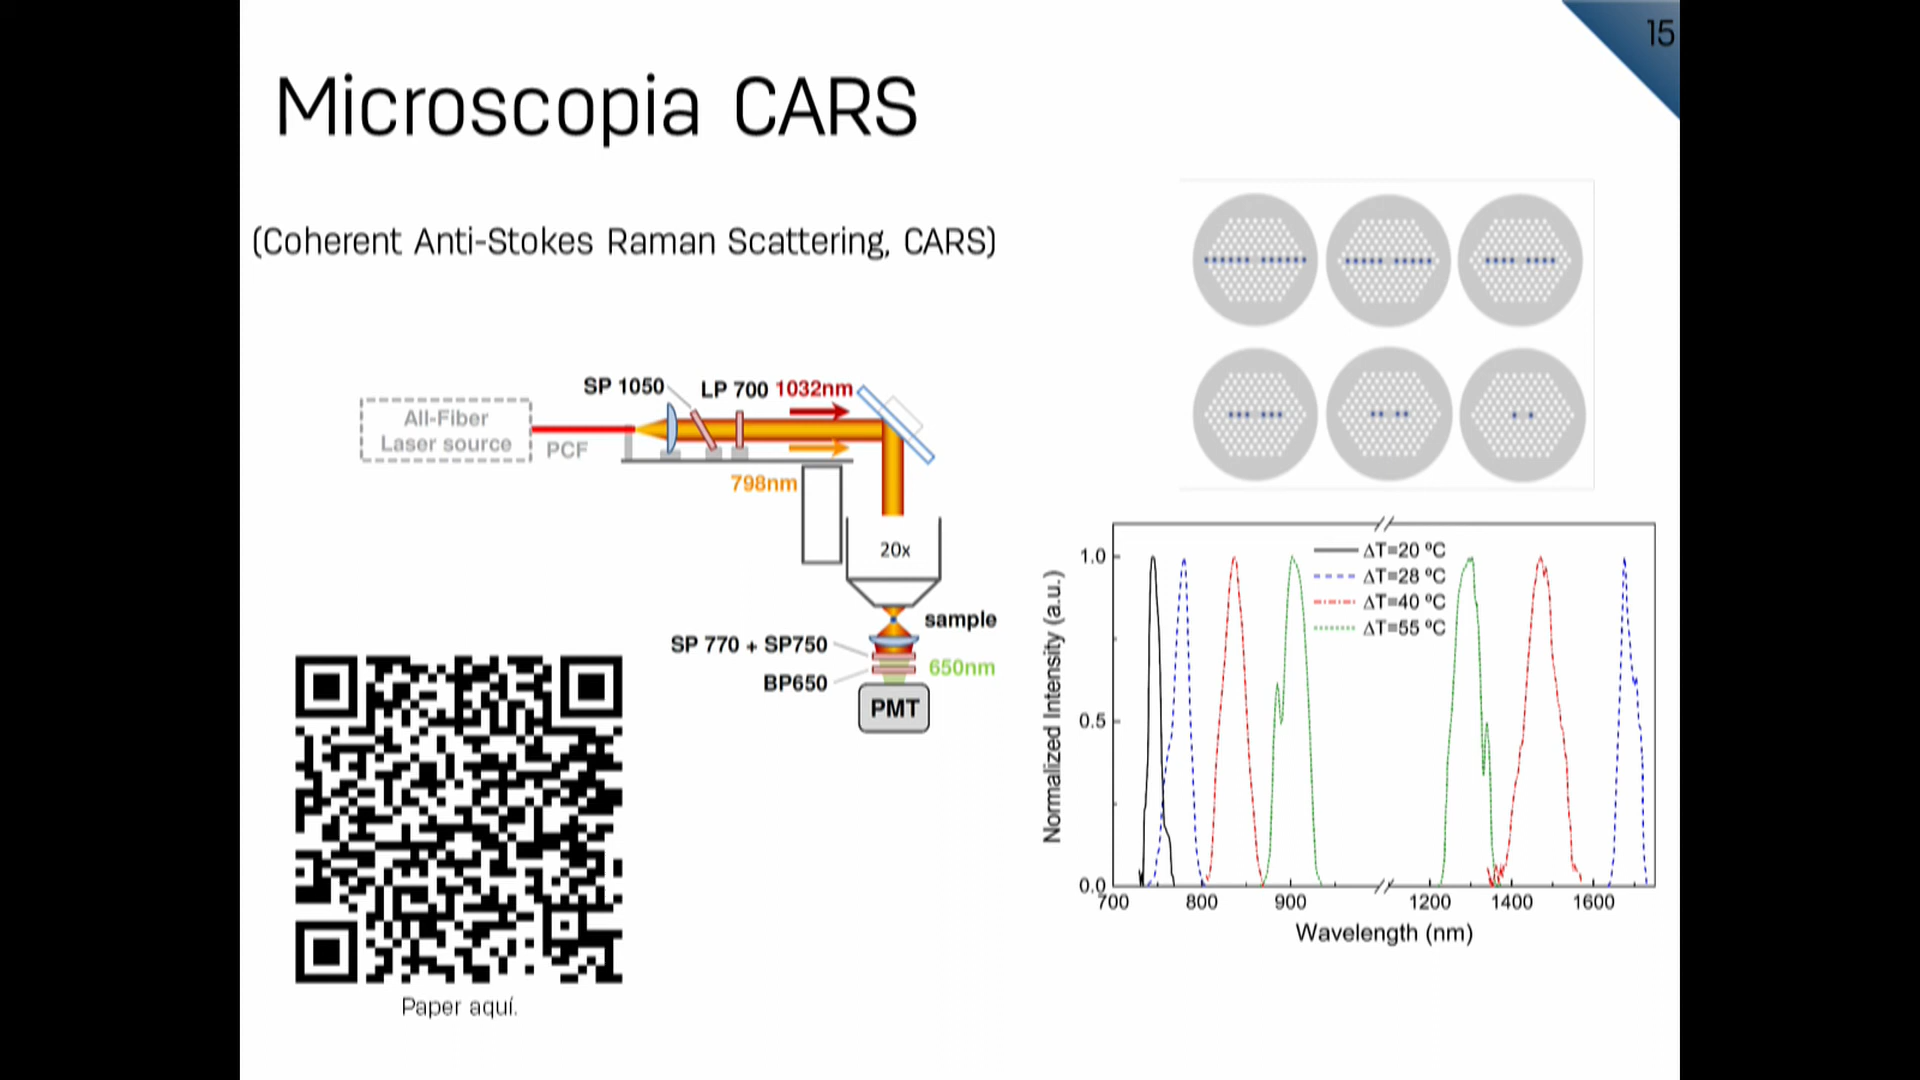 15
Microscopia CARS
(Coherent Anti-Stokes Raman Scattering, CARS)
SP 1050
LP 700 1032nm
All-Fiber
Laser source
PCF
798nm
20x
sample
SP 770 + SP750
650nm
BP650
PMT
Paper aquí.
ΔT=20 ºC
ΔT=28 ºC
ΔT=40 ºC
ΔT=55 ºC
1.0
0.5
0.0
Normalized Intensity (a.u.)
700 800 900 1200 1400 1600
Wavelength (nm)